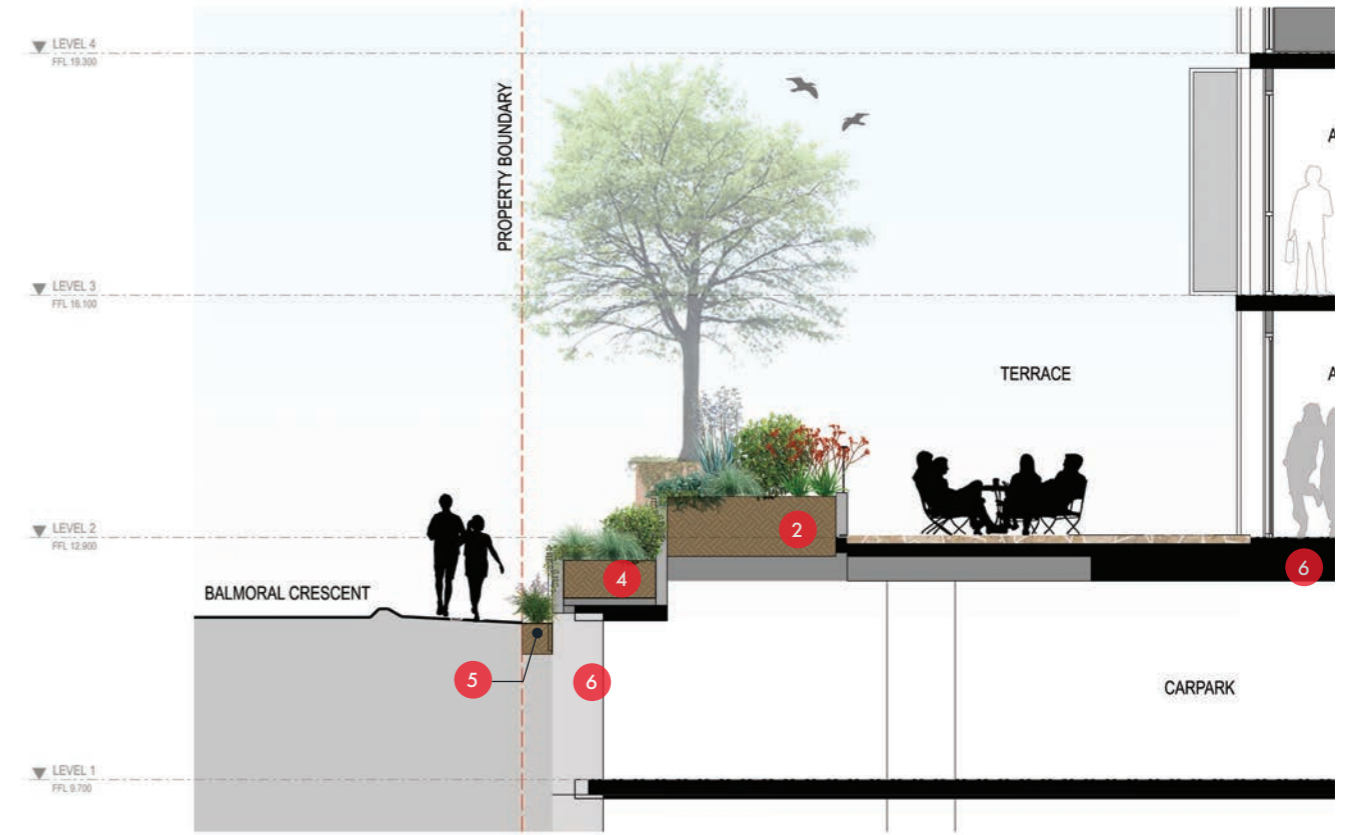 LEVEL 4
FFL 19.300
PROPERTY BOUNDARY
A
LEVEL 3
FFL 16.100
TERRACE
A
2
LEVEL 2
FFL 12.900
6
4
BALMORAL CRESCENT
5
6
CARPARK
LEVEL 1
FFL 9.700